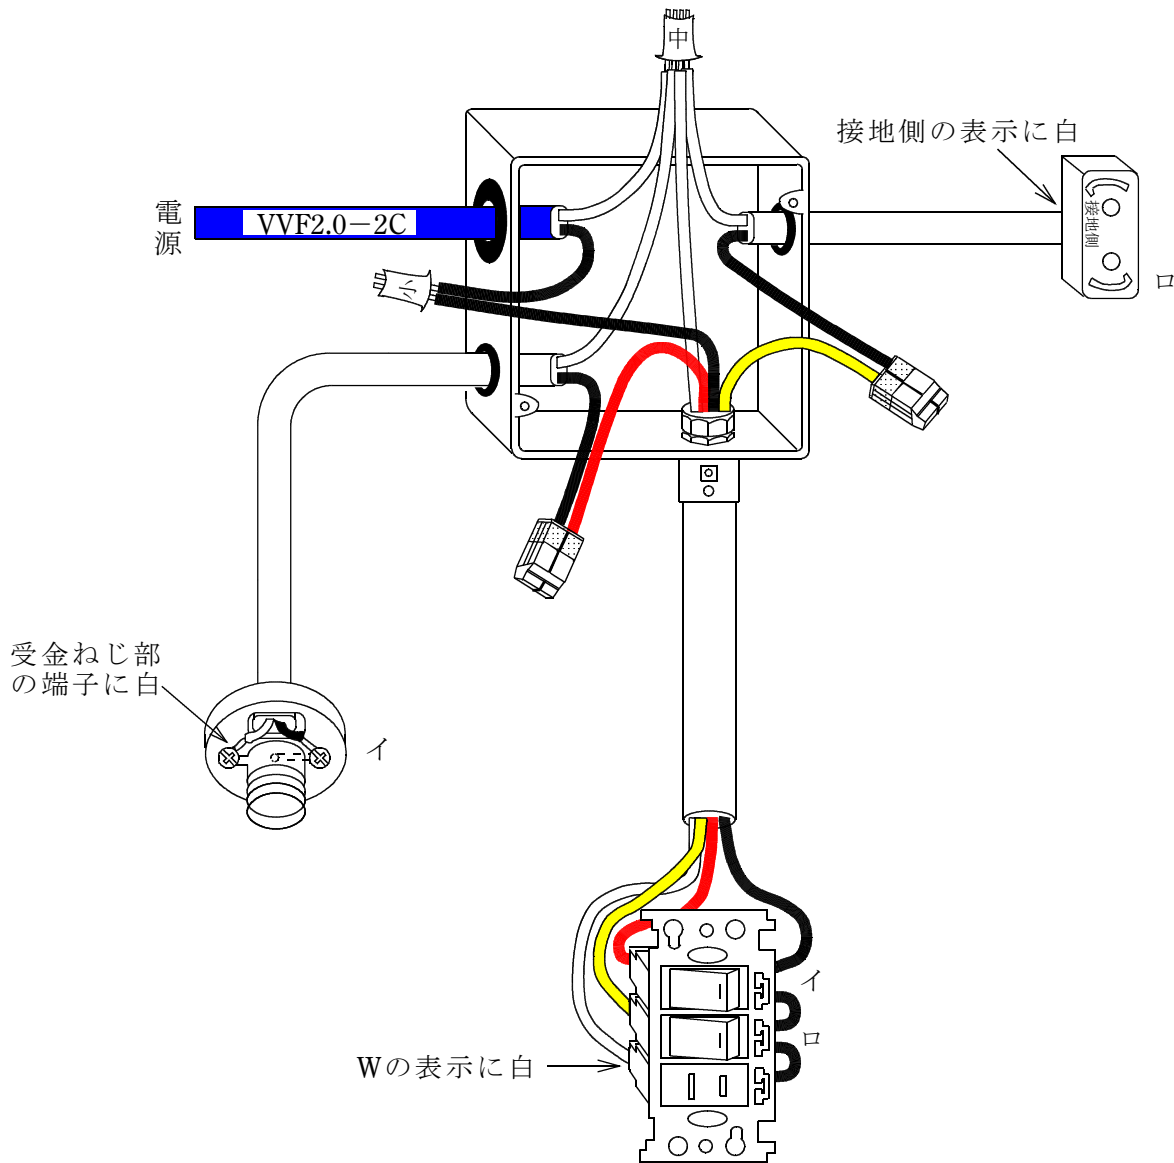 中
接地側の表示に白
電
源
VVF2.0−2C
接地側
小
ロ
受金ねじ部
の端子に白
イ
イ
ロ
Wの表示に白